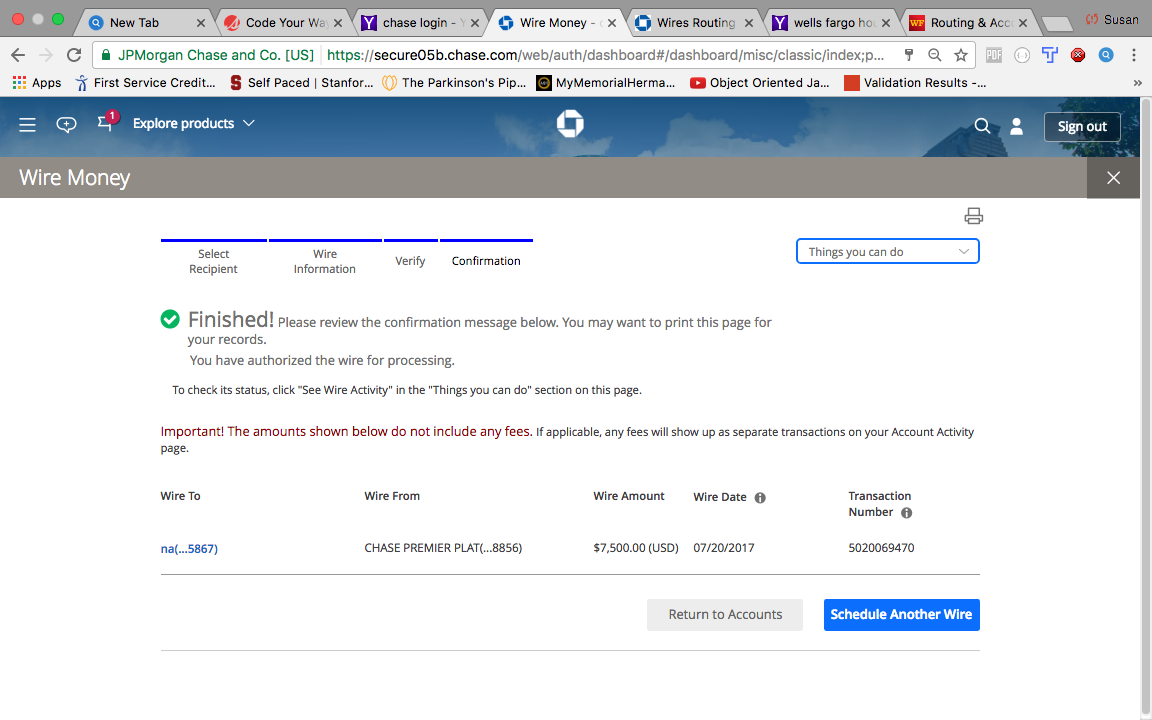 New Tab
Code Your Way
chase login - Y
Wire Money - c
Wires Routing
wells fargo hou
Routing & Acc
Susan
JPMorgan Chase and Co. [US] https://secure05b.chase.com/web/auth/dashboard#/dashboard/misc/classic/index;p...
PDF
Apps
First Service Credit...
Self Paced | Stanfor...
The Parkinson's Pip...
MyMemorialHerma...
Object Oriented Ja...
Validation Results -...
»
1
Explore products
Sign out
Wire Money
Select
Recipient
Wire
Information
Verify
Confirmation
Things you can do
Finished! Please review the confirmation message below. You may want to print this page for
your records.
You have authorized the wire for processing.
To check its status, click "See Wire Activity" in the "Things you can do" section on this page.
Important! The amounts shown below do not include any fees. If applicable, any fees will show up as separate transactions on your Account Activity
page.
Wire To
Wire From
Wire Amount
Wire Date
Transaction
Number
na(...5867)
CHASE PREMIER PLAT(...8856)
$7,500.00 (USD)
07/20/2017
5020069470
Return to Accounts
Schedule Another Wire